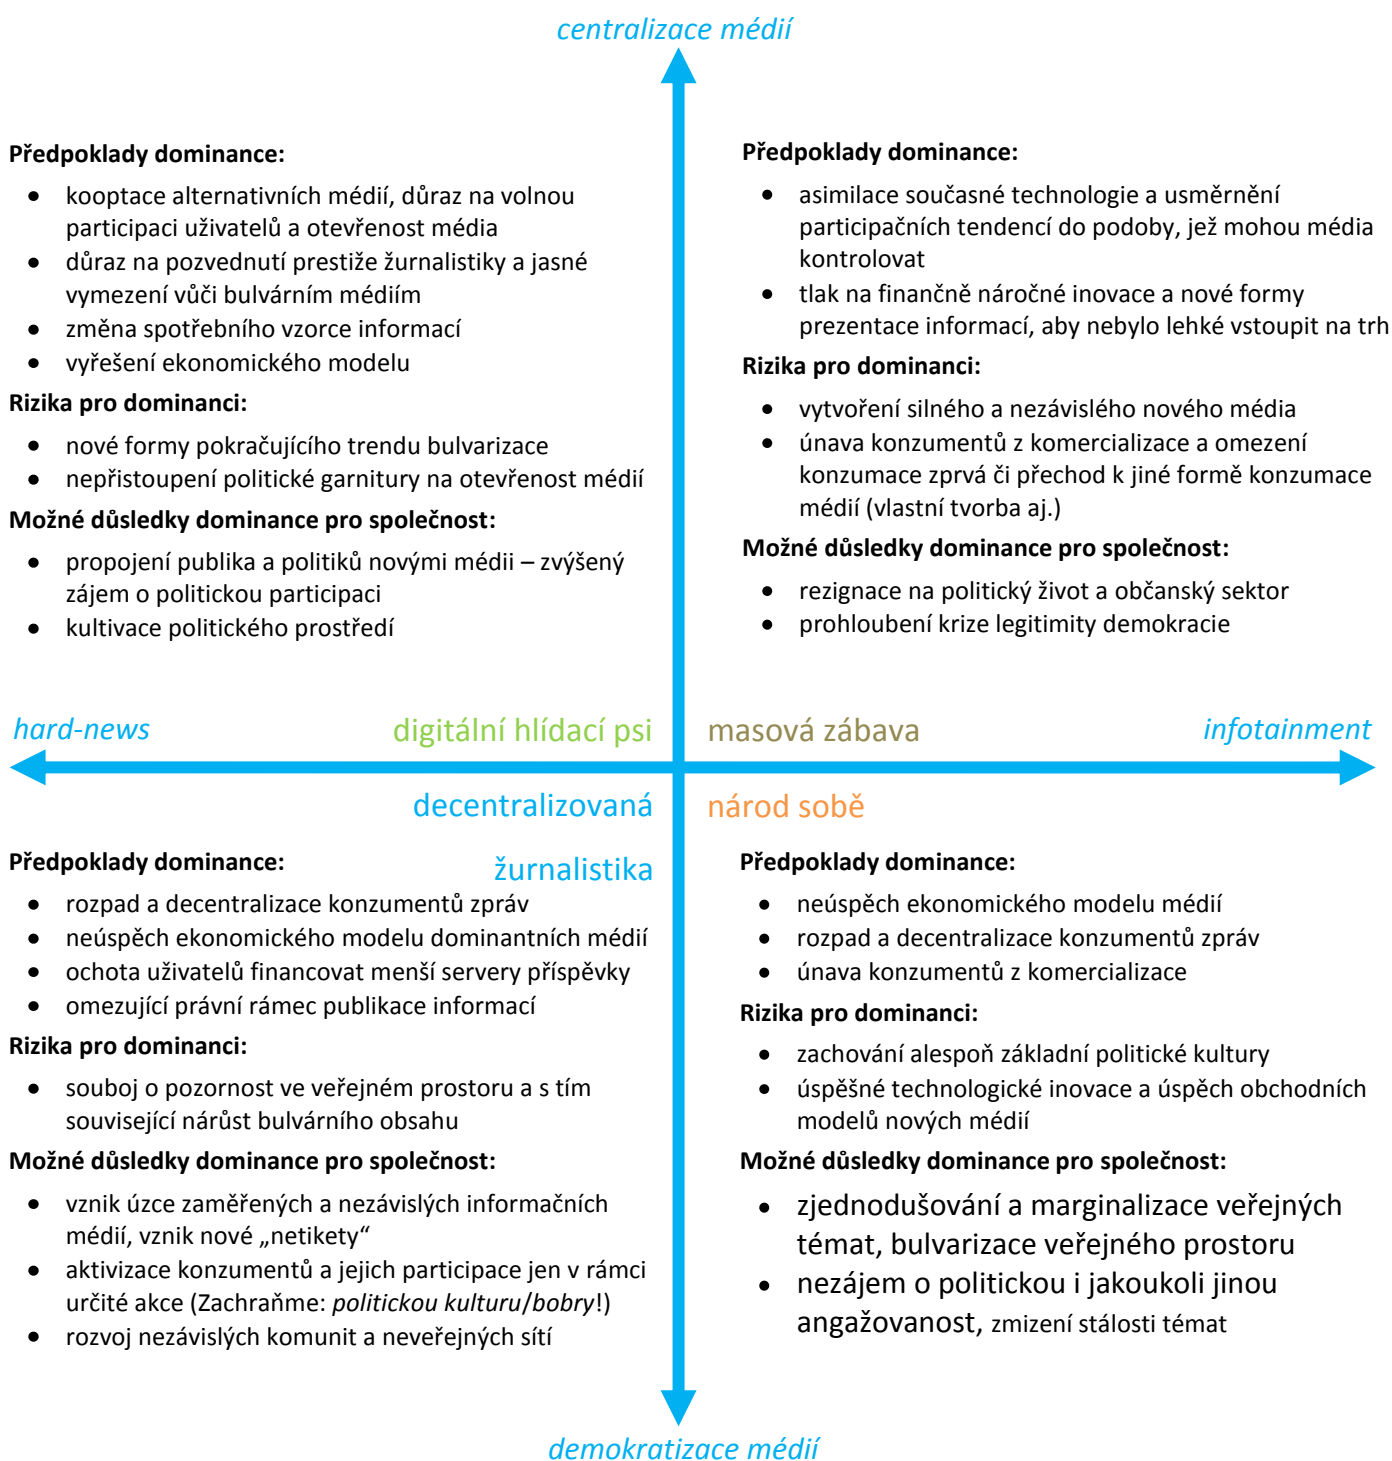 centralizace médií
Předpoklady dominance:
• kooptace alternativních médií, důraz na volnou
participaci uživatelů a otevřenost média
• důraz na pozvednutí prestiže žurnalistiky a jasné
vymezení vůči bulvárním médiím
• změna spotřebního vzorce informací
• vyřešení ekonomického modelu
Rizika pro dominanci:
• nové formy pokračujícího trendu bulvarizace
• nepřistoupení politické garnitury na otevřenost médií
Možné důsledky dominance pro společnost:
• propojení publika a politiků novými médii – zvýšený
zájem o politickou participaci
• kultivace politického prostředí
Předpoklady dominance:
• asimilace současné technologie a usměrnění
participačních tendencí do podoby, jež mohou média
kontrolovat
• tlak na finančně náročné inovace a nové formy
prezentace informací, aby nebylo lehké vstoupit na trh
Rizika pro dominanci:
• vytvoření silného a nezávislého nového média
• únava konzumentů z komercializace a omezení
konzumace zprvá či přechod k jiné formě konzumace
médií (vlastní tvorba aj.)
Možné důsledky dominance pro společnost:
• rezignace na politický život a občanský sektor
• prohloubení krize legitimity demokracie
hard-news
digitální hlídací psi
masová zábava
infotainment
decentralizovaná
žurnalistika
národ sobě
Předpoklady dominance:
• rozpad a decentralizace konzumentů zpráv
• neúspěch ekonomického modelu dominantních médií
• ochota uživatelů financovat menší servery příspěvky
• omezující právní rámec publikace informací
Rizika pro dominanci:
• souboj o pozornost ve veřejném prostoru a s tím
související nárůst bulvárního obsahu
Možné důsledky dominance pro společnost:
• vznik úzce zaměřených a nezávislých informačních
médií, vznik nové „netikety“
• aktivizace konzumentů a jejich participace jen v rámci
určité akce (Zachraňme: politickou kulturu/bobry!)
• rozvoj nezávislých komunit a neveřejných sítí
Předpoklady dominance:
• neúspěch ekonomického modelu médií
• rozpad a decentralizace konzumentů zpráv
• únava konzumentů z komercializace
Rizika pro dominanci:
• zachování alespoň základní politické kultury
• úspěšné technologické inovace a úspěch obchodních
modelů nových médií
Možné důsledky dominance pro společnost:
• zjednodušování a marginalizace veřejných
témat, bulvarizace veřejného prostoru
• nezájem o politickou i jakoukoli jinou
angažovanost, zmizení stálosti témat
demokratizace médií